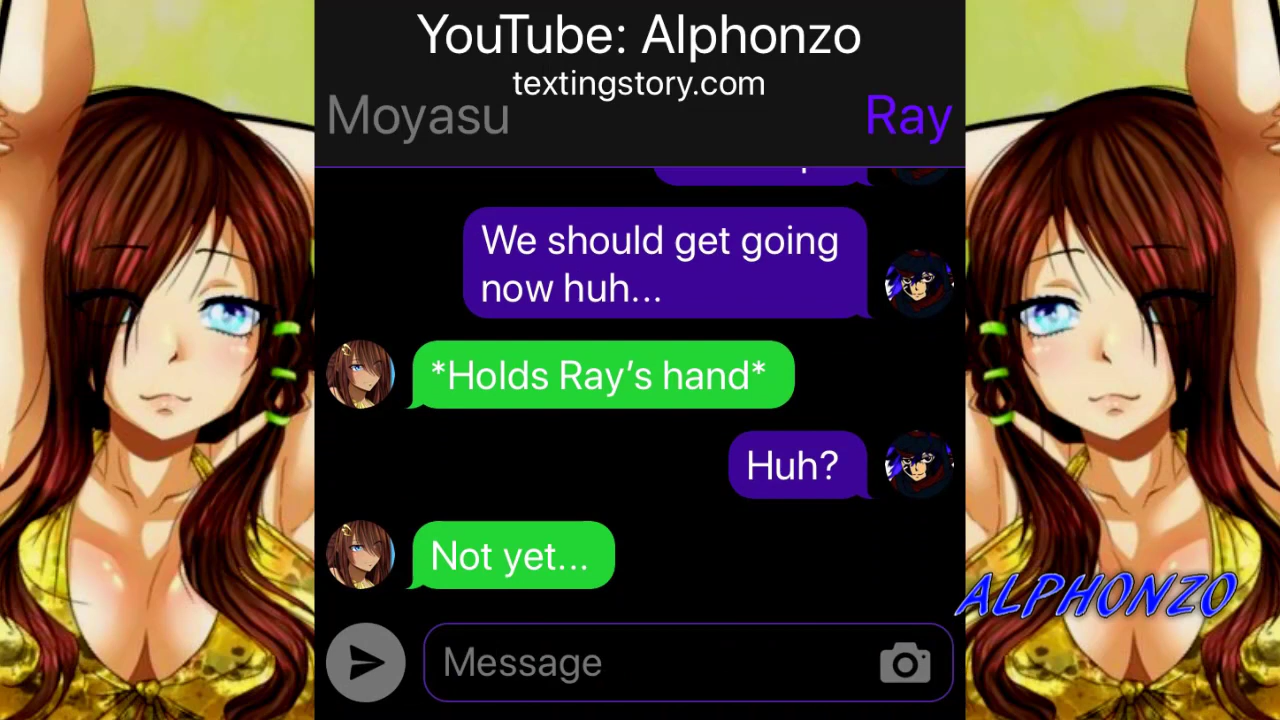 YouTube: Alphonzo
textingstory.com
Moyasu
Ray
We should get going
now huh...
*Holds Ray’s hand*
Huh?
Not yet...
ALPHONZO
Message